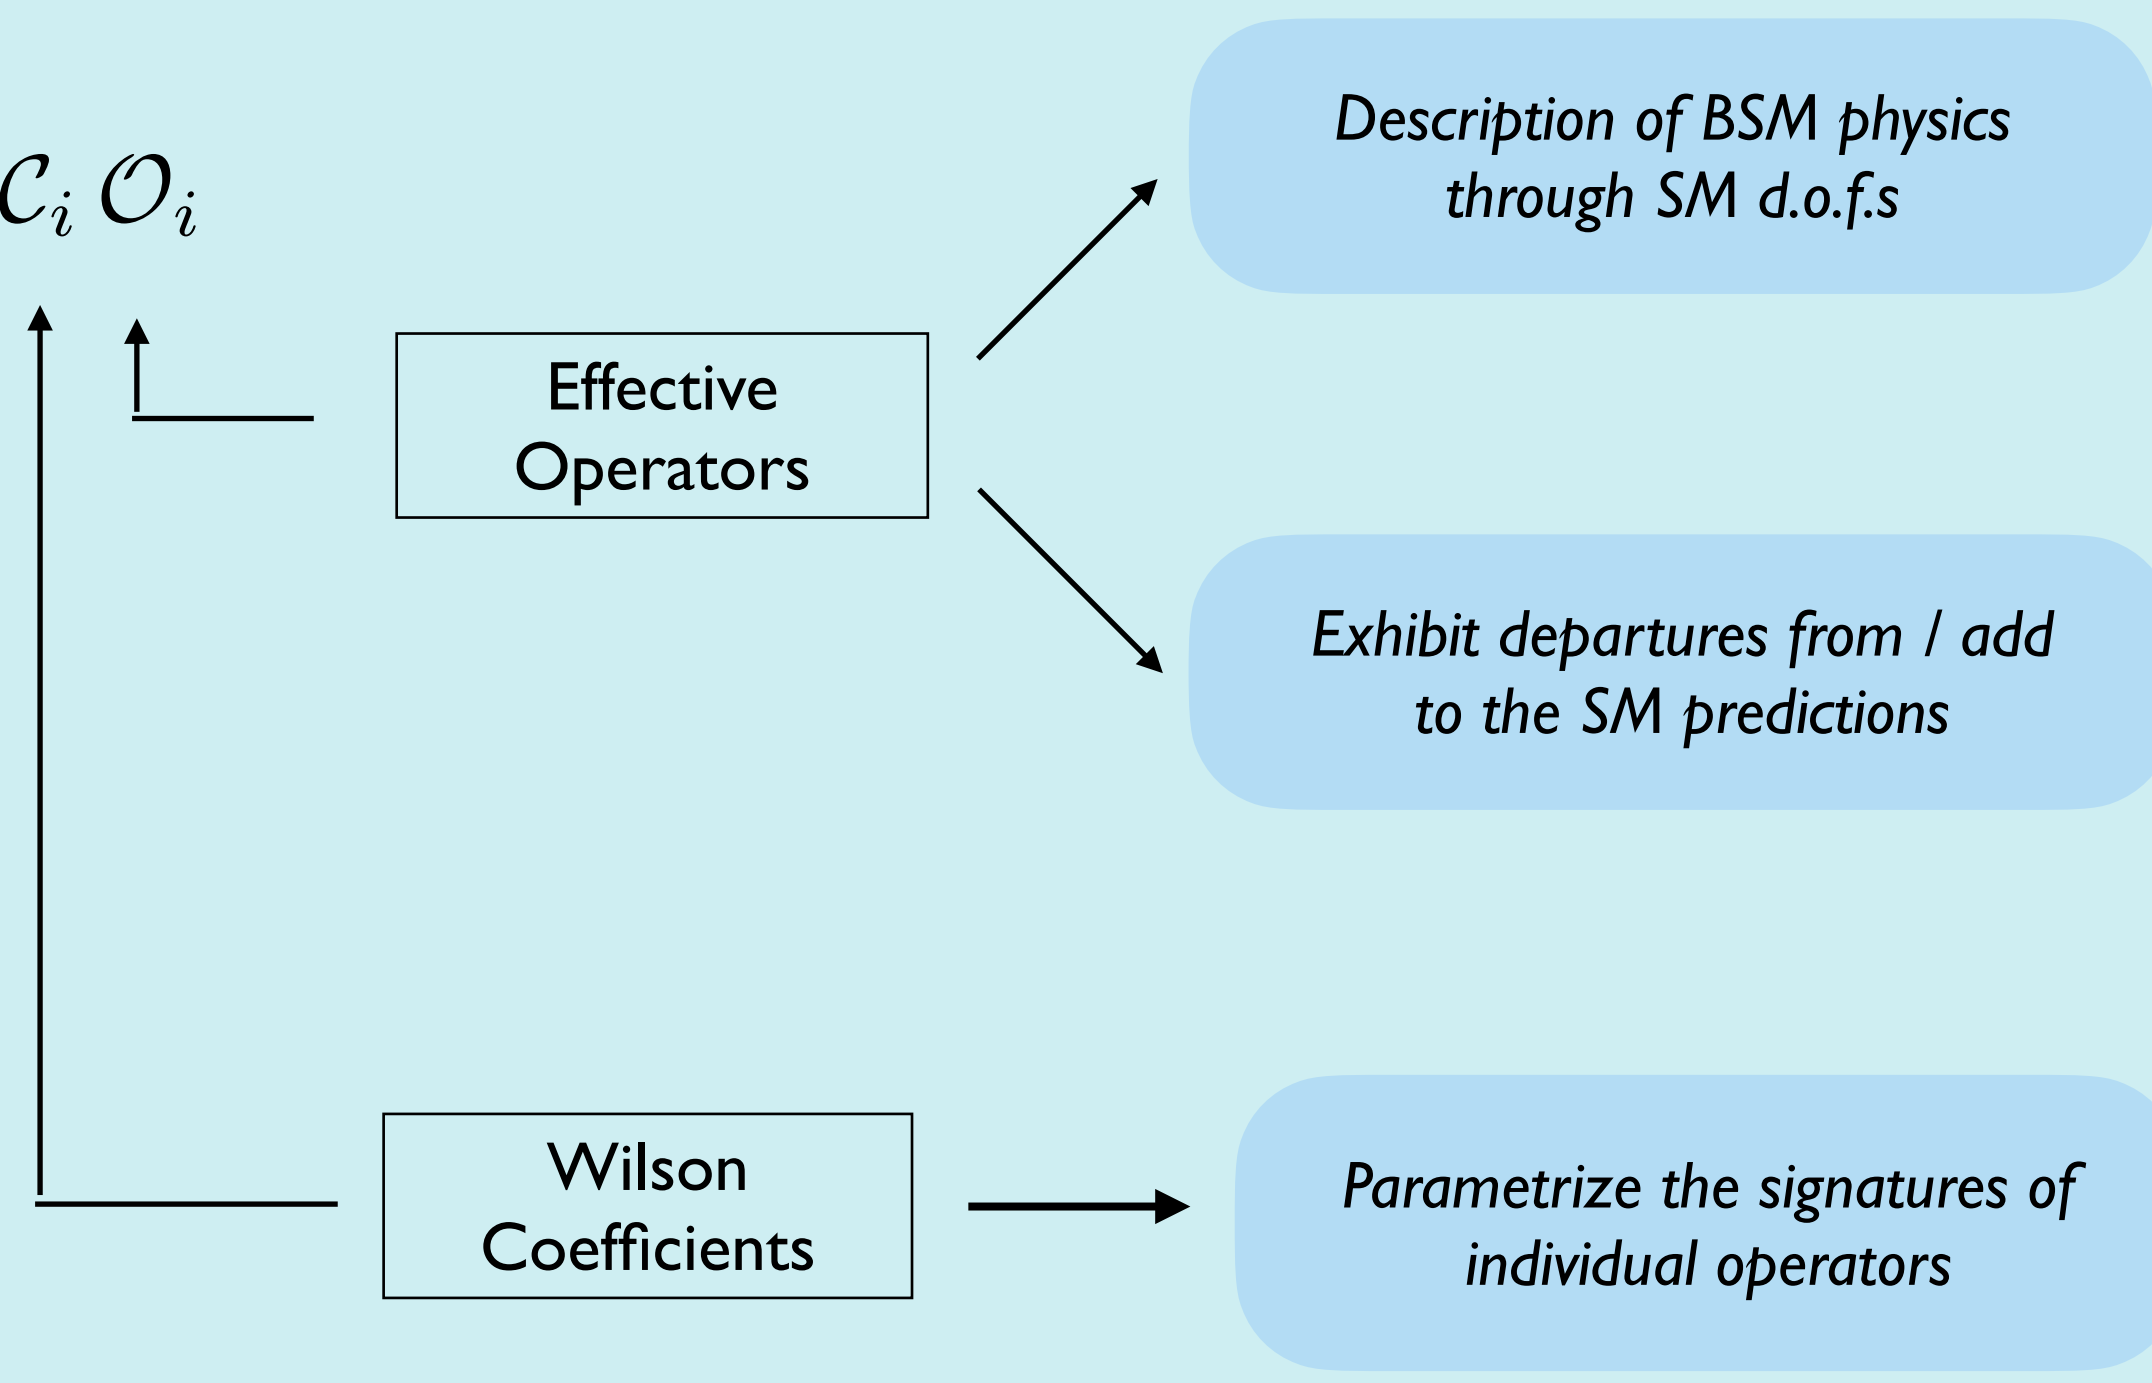 𝒞ᵢ 𝒪ᵢ
Description of BSM physics
through SM d.o.f.s
Effective
Operators
Exhibit departures from / add
to the SM predictions
Wilson
Coefficients
Parametrize the signatures of
individual operators